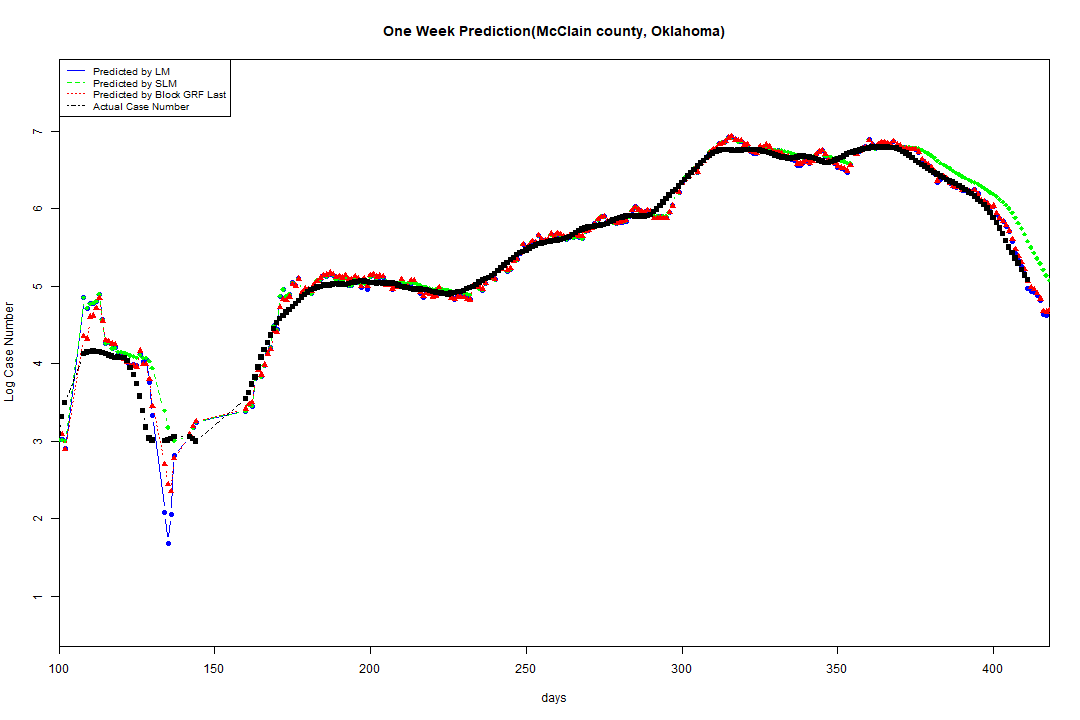 One Week Prediction(McClain county, Oklahoma)
Predicted by LM
Predicted by SLM
Predicted by Block GRF Last
Actual Case Number
Log Case Number
7
6
5
4
3
2
1
100 150 200 250 300 350 400
days